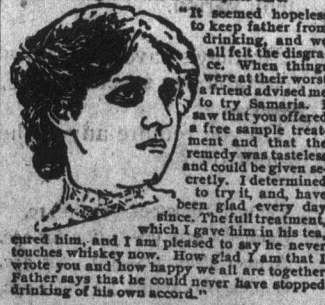 "It seemed hopeless
to keep father from
drinking, and we
all felt the disgra-
ce. When things
were at their worst
a friend advised me
to try Samaria. I
saw that you offered
a free sample treat-
ment and that the
remedy was tasteless
and could be given se-
cretly. I determined
to try it, and, have
been glad every day
since. The full treatment,
which I gave him in his tea,
cured him, and I am pleased to say he never
touches whiskey now. How glad I am that I
wrote you and how happy we all are together
Father says that he could never have stopped
drinking of his own accord."